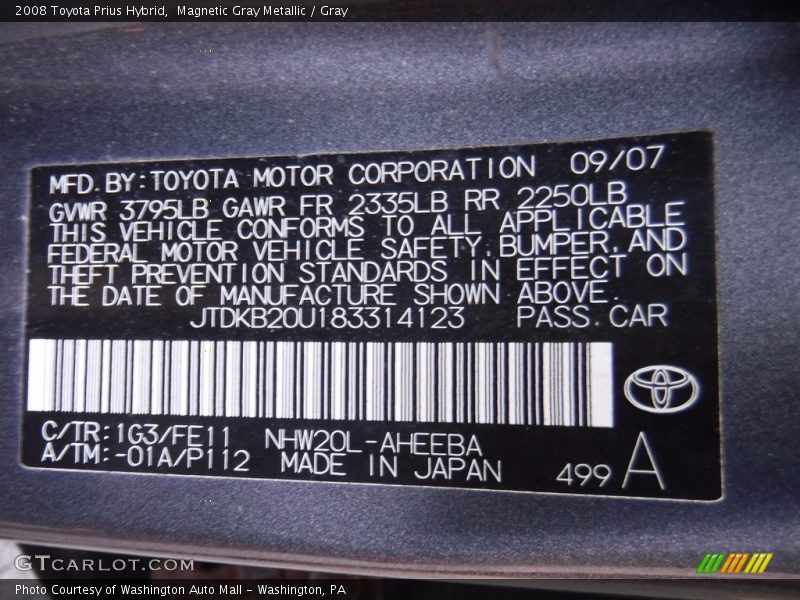 2008 Toyota Prius Hybrid,  Magnetic Gray Metallic / Gray
MFD. BY: TOYOTA MOTOR CORPORATION 09/07
GVWR 3795LB GAWR FR 2335LB RR 2250LB
THIS VEHICLE CONFORMS TO ALL APPLICABLE
FEDERAL MOTOR VEHICLE SAFETY, BUMPER, AND
THEFT PREVENTION STANDARDS IN EFFECT ON
THE DATE OF MANUFACTURE SHOWN ABOVE.
JTDKB20U183314123 PASS. CAR
C/TR: 1G3/FE11 NHW20L-AHEEBA
A/TM: -01A/P112 MADE IN JAPAN 499 A
GTCARLOT.COM
Photo Courtesy of Washington Auto Mall - Washington, PA